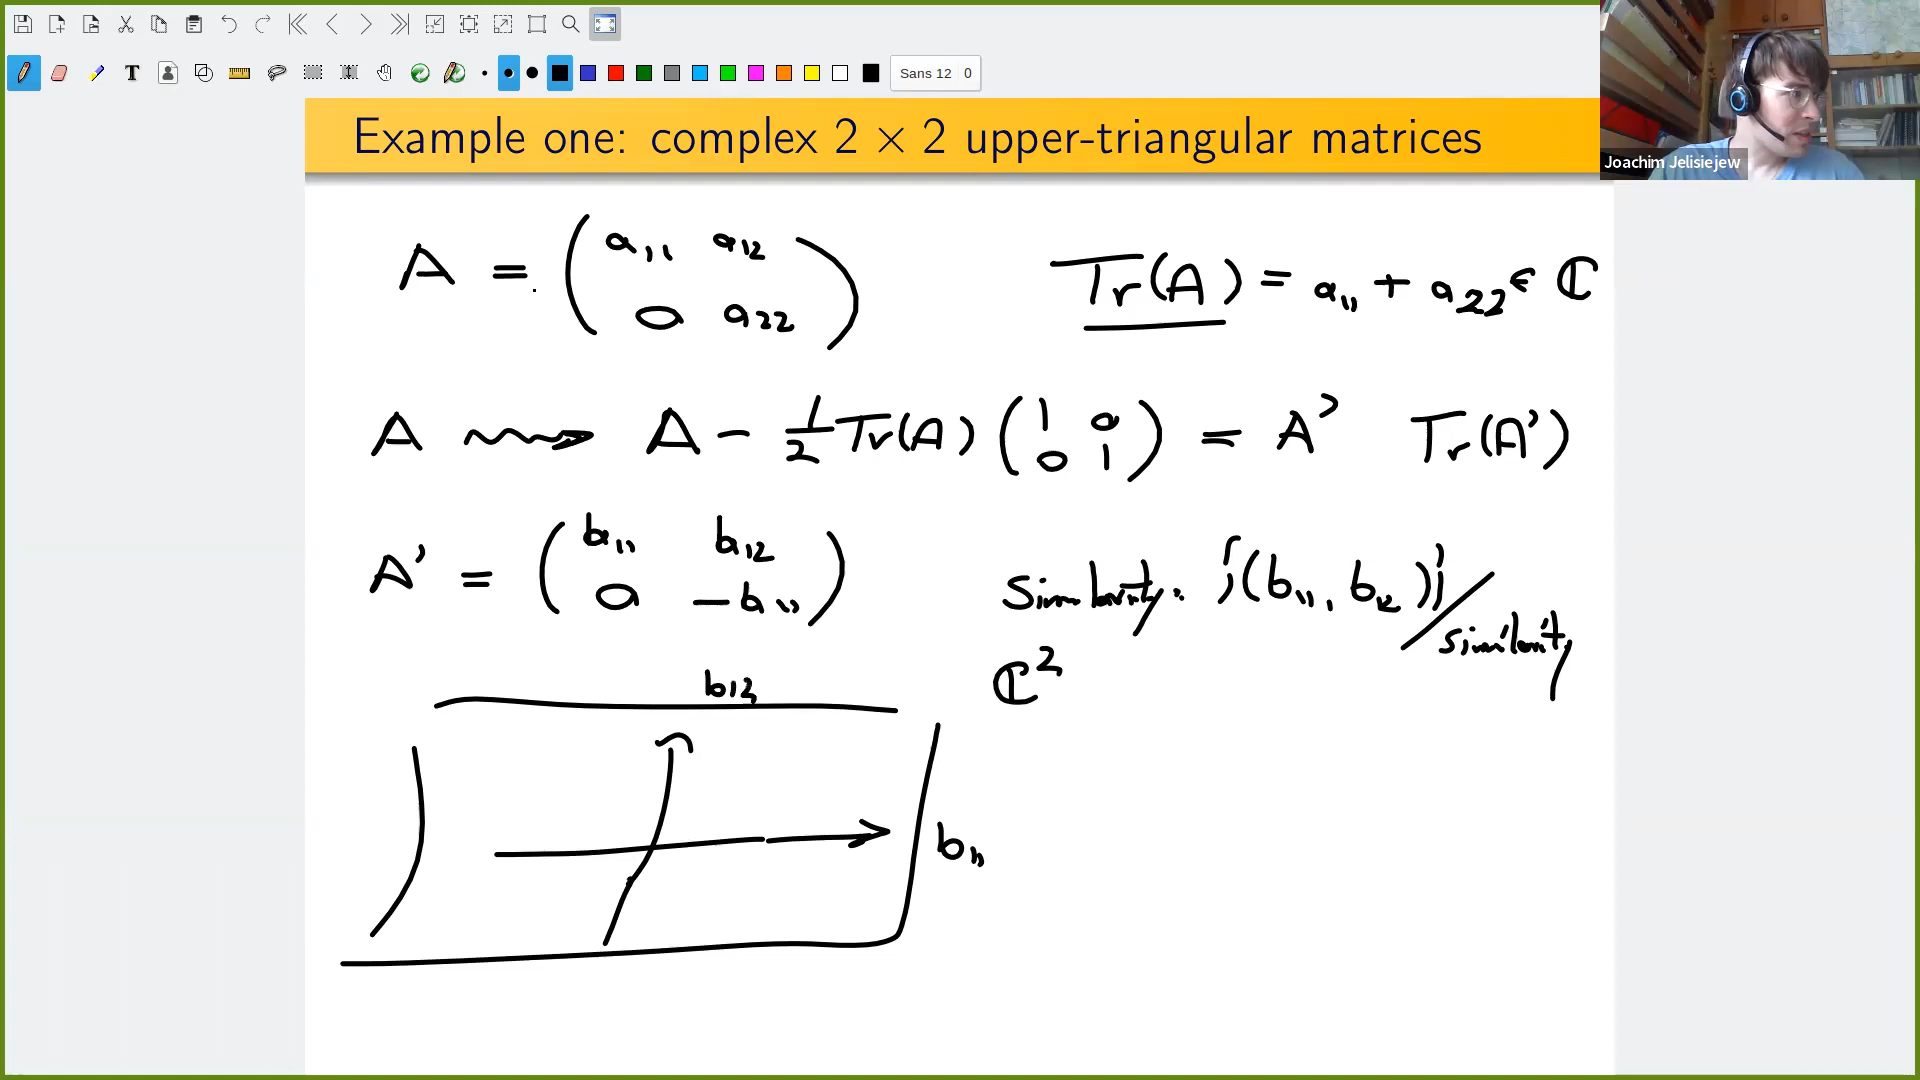 Sans 12 0
Joachim Jelisiejew
Example one: complex 2 × 2 upper-triangular matrices
A = ( a11 a12
0 a22 )
Tr(A) = a11 + a22 ∈ ℂ
A ⇝ A − 1/2 Tr(A) ( 1 0
0 1 ) = A' Tr(A')
A' = ( b11 b12
0 −b11 )
Similarity: {(b11, b12)} / similarity
ℂ²
b12
b11